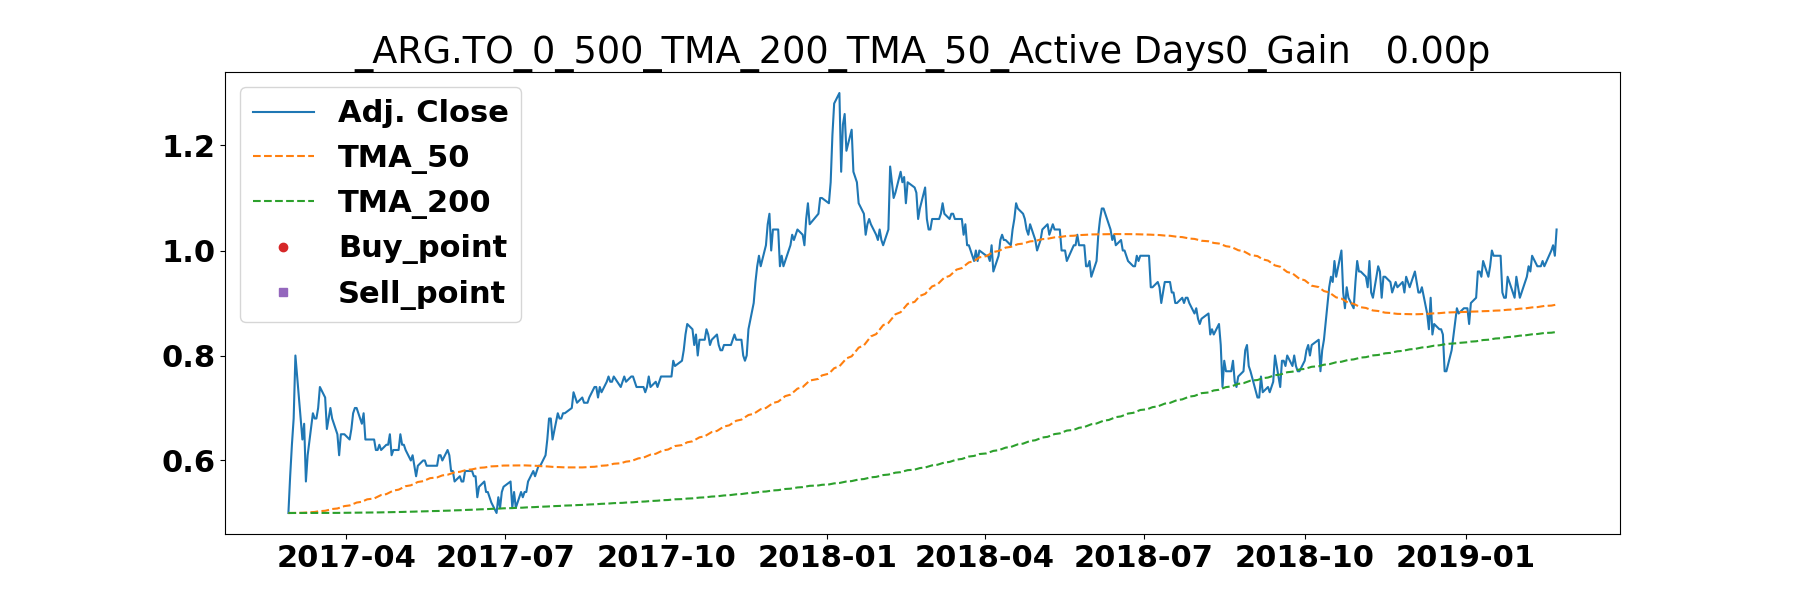 _ARG.TO_0_500_TMA_200_TMA_50_Active Days0_Gain   0.00p
Adj. Close
TMA_50
TMA_200
Buy_point
Sell_point
1.2
1.0
0.8
0.6
2017-04 2017-07 2017-10 2018-01 2018-04 2018-07 2018-10 2019-01